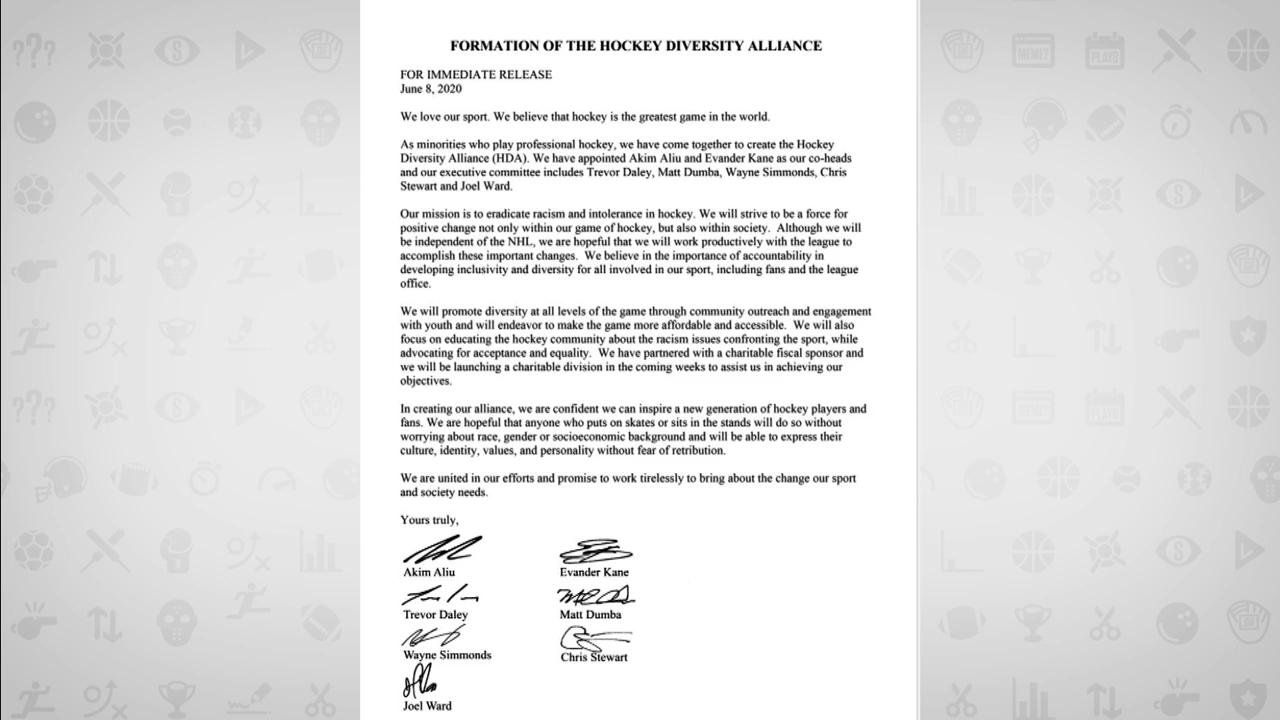 FORMATION OF THE HOCKEY DIVERSITY ALLIANCE
FOR IMMEDIATE RELEASE
June 8, 2020
We love our sport. We believe that hockey is the greatest game in the world.
As minorities who play professional hockey, we have come together to create the Hockey
Diversity Alliance (HDA). We have appointed Akim Aliu and Evander Kane as our co-heads
and our executive committee includes Trevor Daley, Matt Dumba, Wayne Simmonds, Chris
Stewart and Joel Ward.
Our mission is to eradicate racism and intolerance in hockey. We will strive to be a force for
positive change not only within our game of hockey, but also within society. Although we will
be independent of the NHL, we are hopeful that we will work productively with the league to
accomplish these important changes. We believe in the importance of accountability in
developing inclusivity and diversity for all involved in our sport, including fans and the league
office.
We will promote diversity at all levels of the game through community outreach and engagement
with youth and will endeavor to make the game more affordable and accessible. We will also
focus on educating the hockey community about the racism issues confronting the sport, while
advocating for acceptance and equality. We have partnered with a charitable fiscal sponsor and
we will be launching a charitable division in the coming weeks to assist us in achieving our
objectives.
In creating our alliance, we are confident we can inspire a new generation of hockey players and
fans. We are hopeful that anyone who puts on skates or sits in the stands will do so without
worrying about race, gender or socioeconomic background and will be able to express their
culture, identity, values, and personality without fear of retribution.
We are united in our efforts and promise to work tirelessly to bring about the change our sport
and society needs.
Yours truly,
Akim Aliu
Evander Kane
Trevor Daley
Matt Dumba
Wayne Simmonds
Chris Stewart
Joel Ward